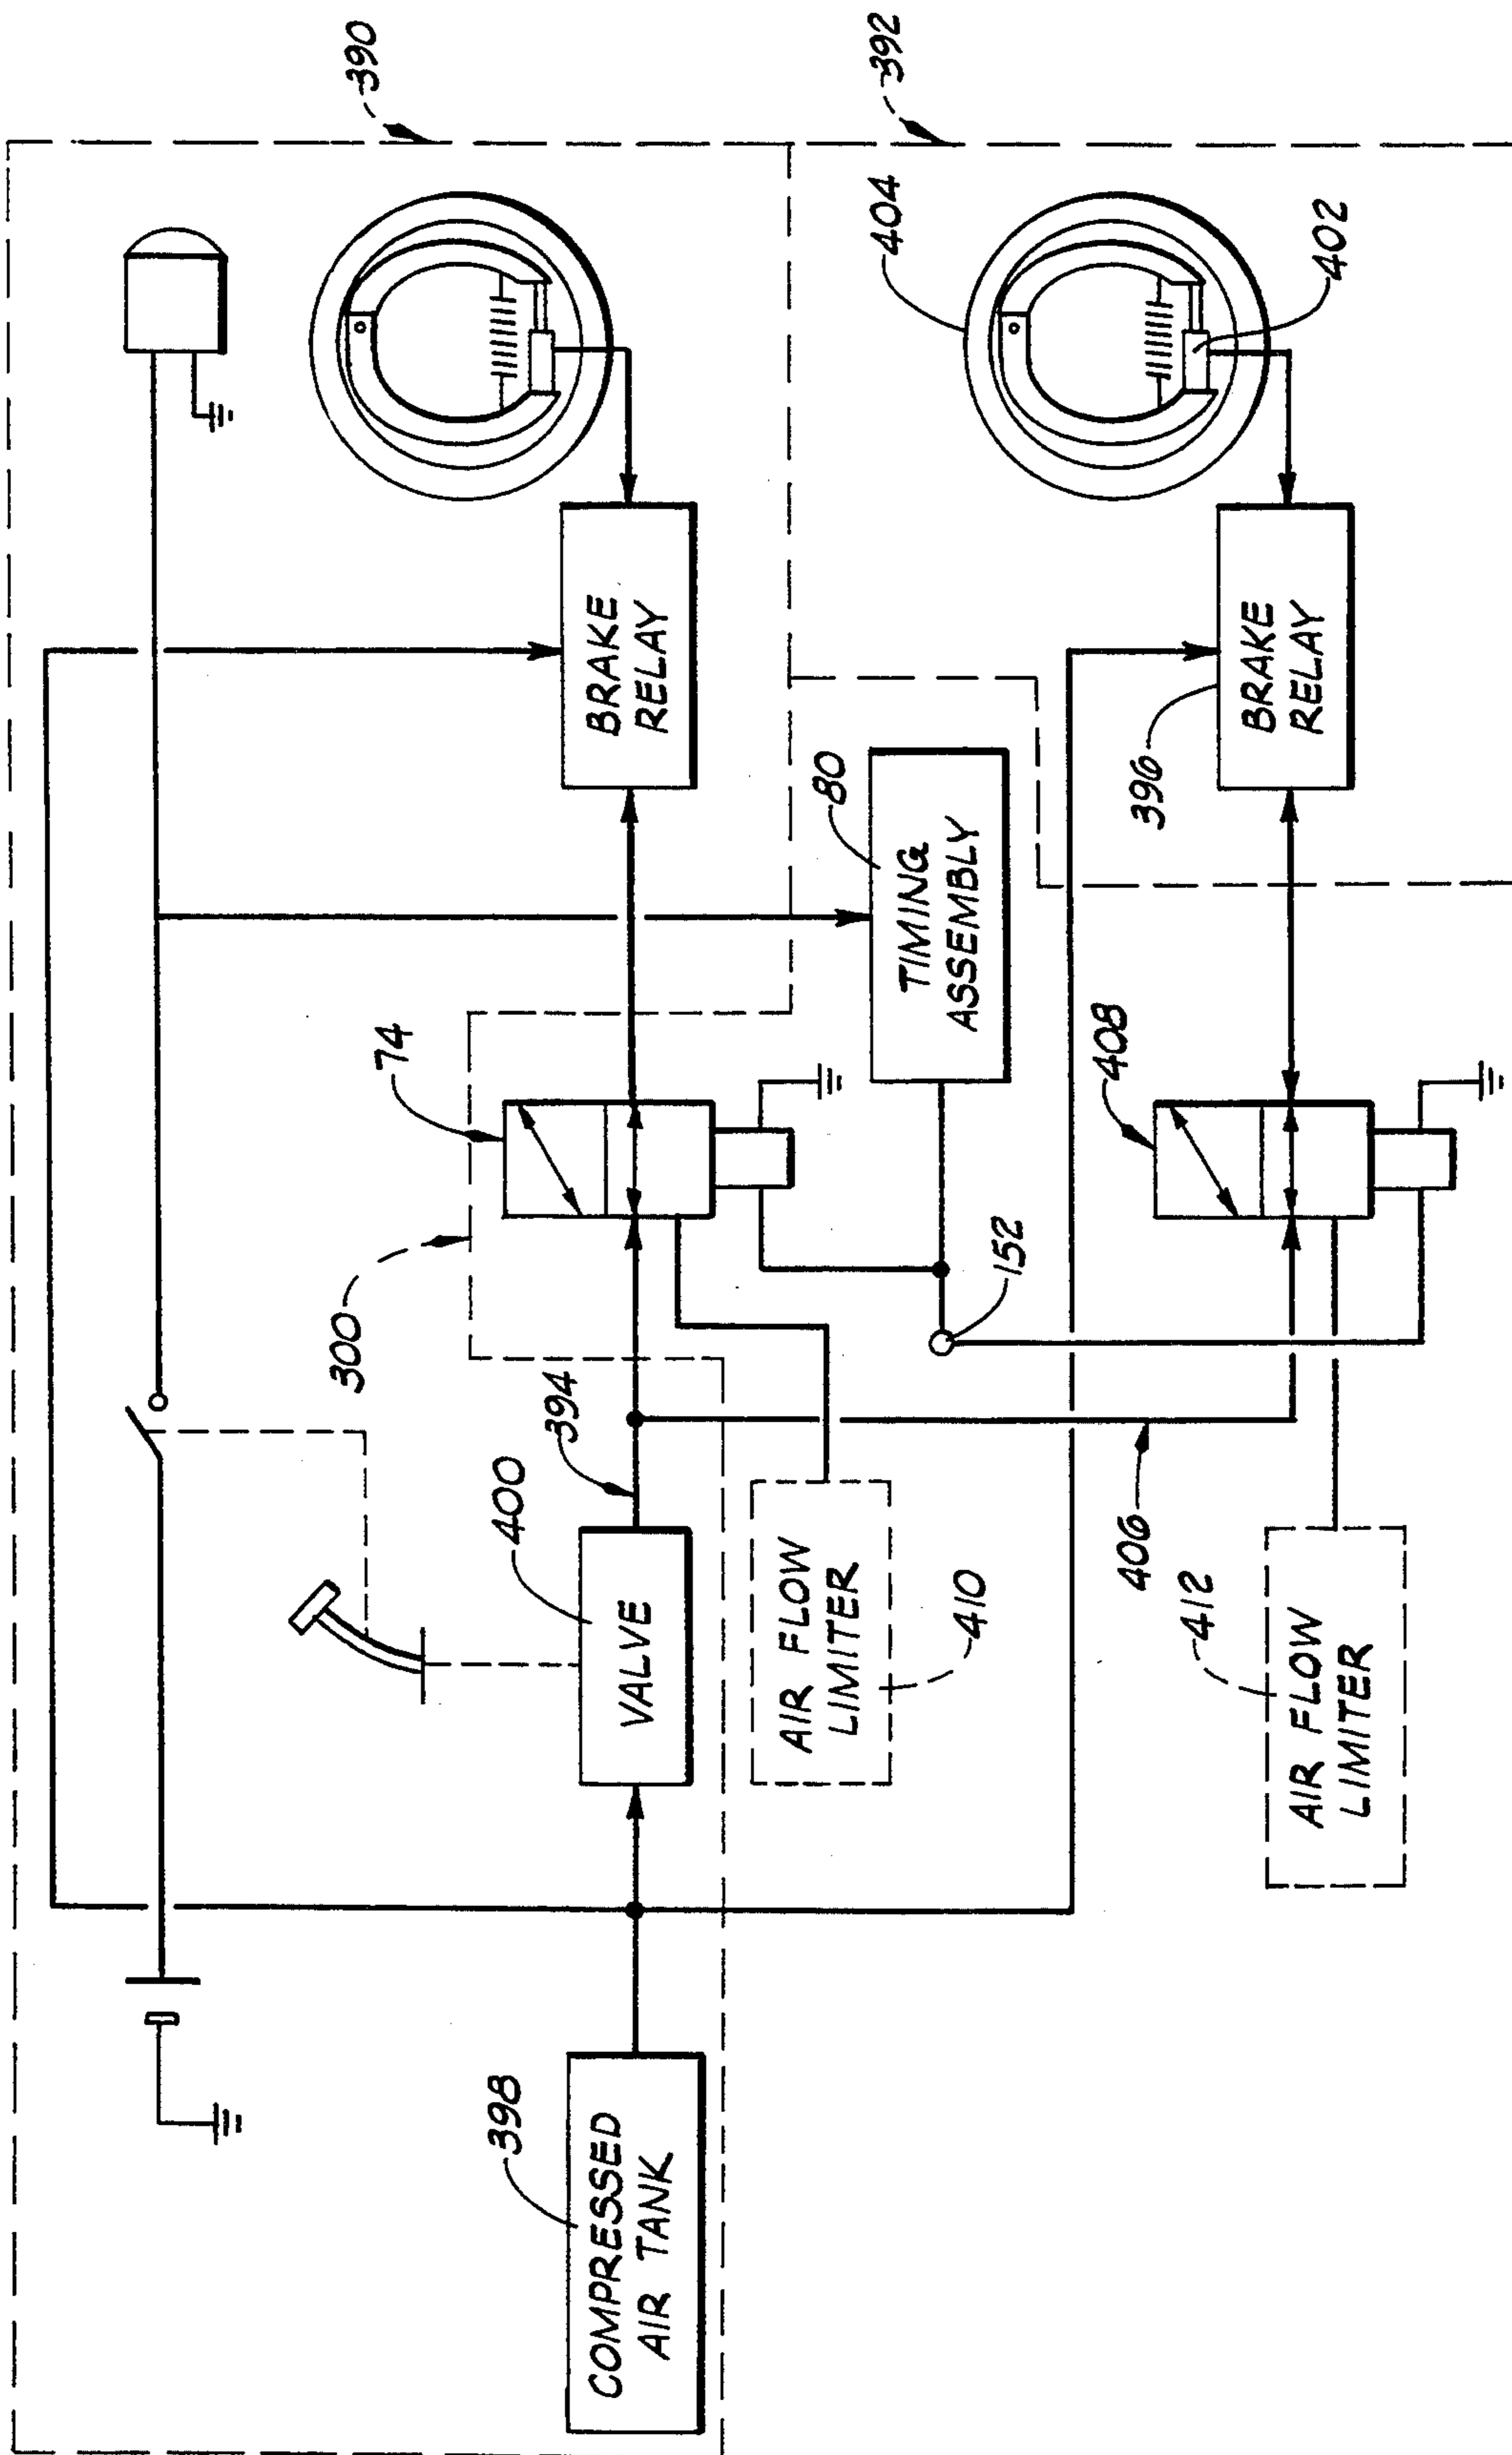 390
392
404
402
BRAKE
RELAY
BRAKE
RELAY
396
80
TIMING
ASSEMBLY
74
408
300
152
394
400
VALVE
406
AIR FLOW
LIMITER
410
412
AIR FLOW
LIMITER
398
COMPRESSED
AIR TANK